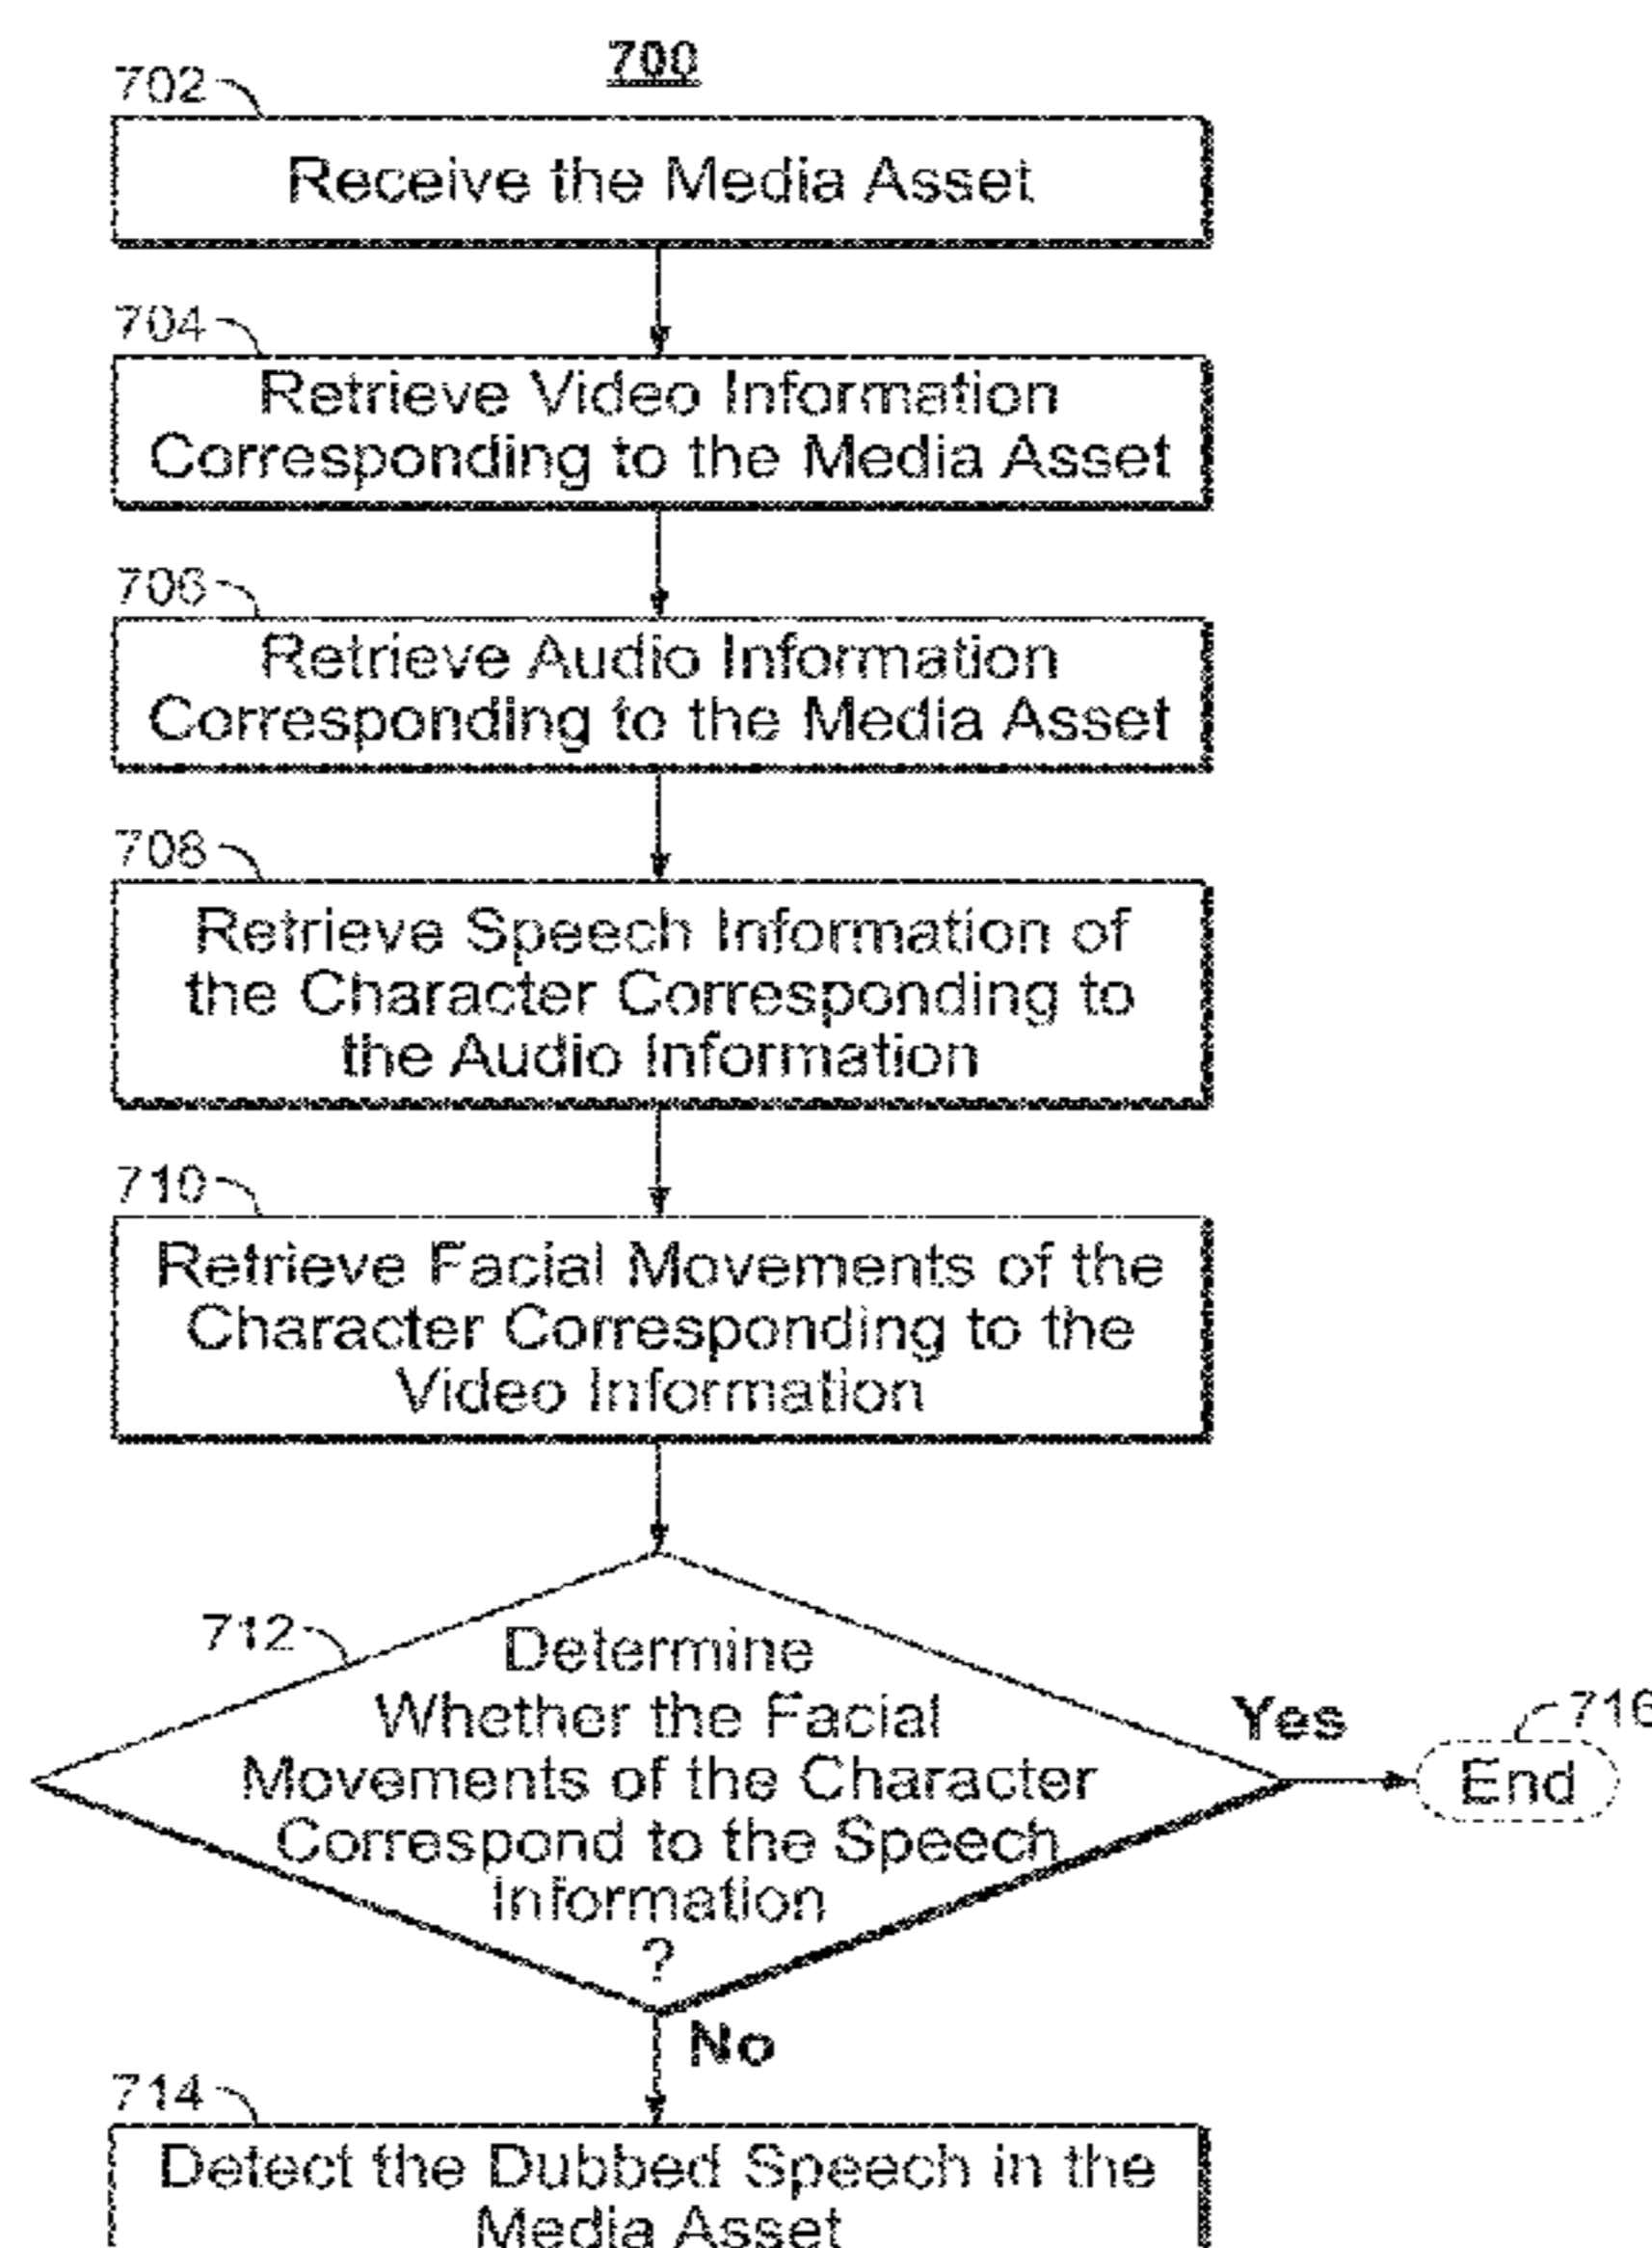 700
702
Receive the Media Asset
704
Retrieve Video Information
Corresponding to the Media Asset
706
Retrieve Audio Information
Corresponding to the Media Asset
708
Retrieve Speech Information of
the Character Corresponding to
the Audio Information
710
Retrieve Facial Movements of the
Character Corresponding to the
Video Information
712
Determine
Whether the Facial
Movements of the Character
Correspond to the Speech
Information
?
Yes
716
End
No
714
Detect the Dubbed Speech in the
Media Asset